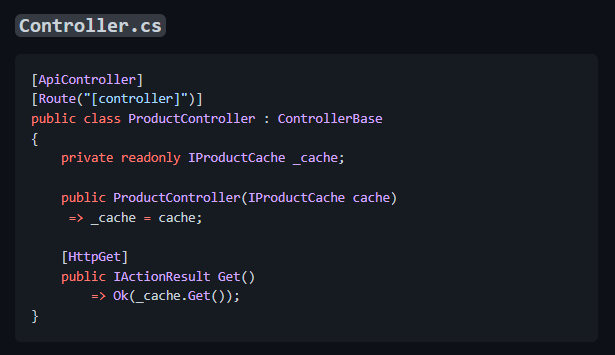 Controller.cs
[ApiController]
[Route("[controller]")]
public class ProductController : ControllerBase
{
    private readonly IProductCache _cache;
    public ProductController(IProductCache cache)
     => _cache = cache;
    [HttpGet]
    public IActionResult Get()
        => Ok(_cache.Get());
}